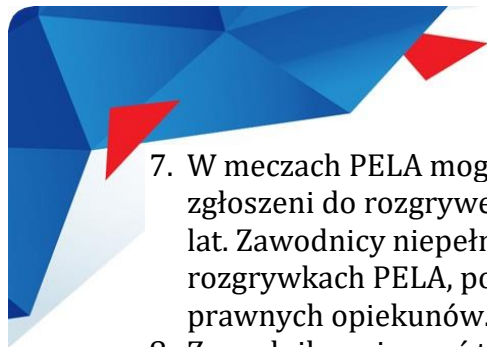 7. W meczach PELA mog
zgłoszeni do rozgrywe
lat. Zawodnicy niepełn
rozgrywkach PELA, po
prawnych opiekunów.